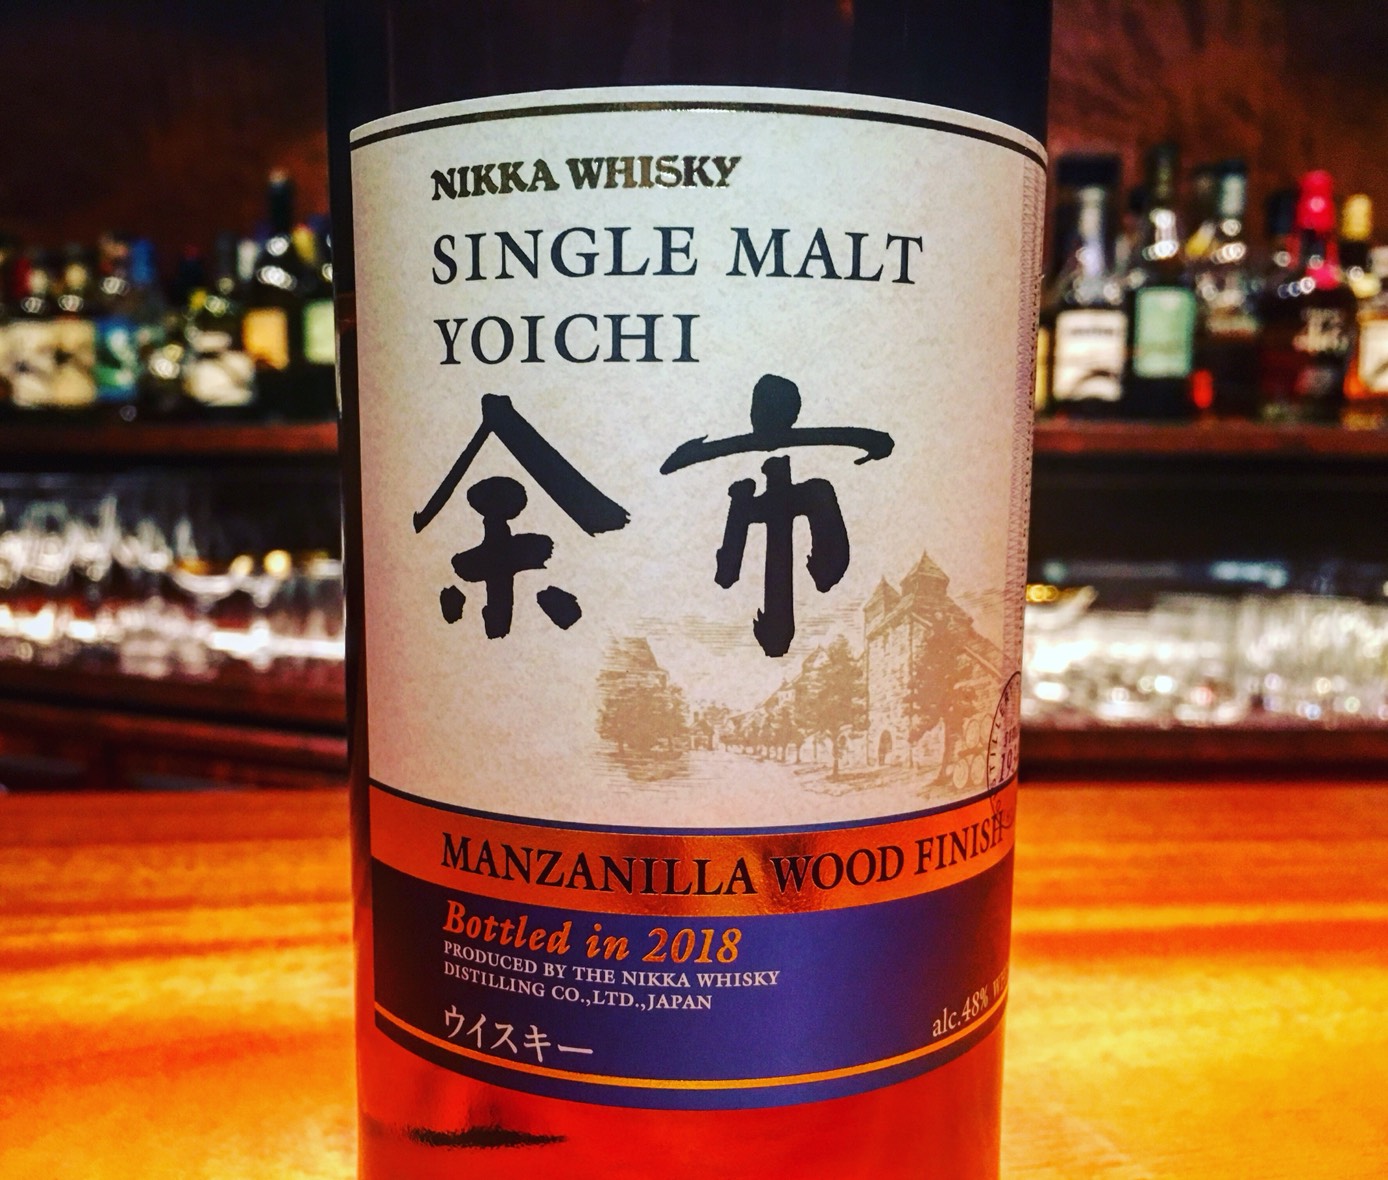 NIKKA WHISKY
SINGLE MALT
YOICHI
余市
MANZANILLA WOOD FINISH
Bottled in 2018
PRODUCED BY THE NIKKA WHISKY
DISTILLING CO.,LTD.,JAPAN
ウイスキー
alc.48%